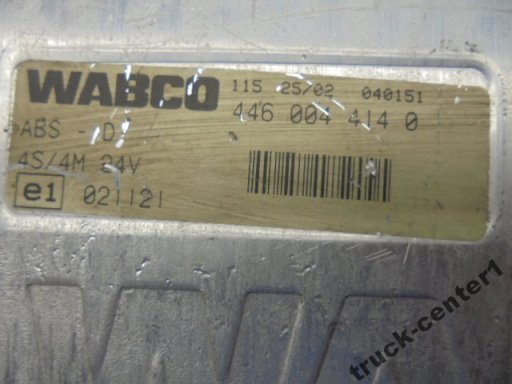 WABCO
115 25/02 040151
446 004 414 0
ABS - D
4S/4M 24V
e1 021121
truck-center1